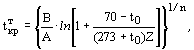 t^т_кр = {B/A · ln[1 + (70 − t₀)/((273 + t₀)Z)]}^{1/n},